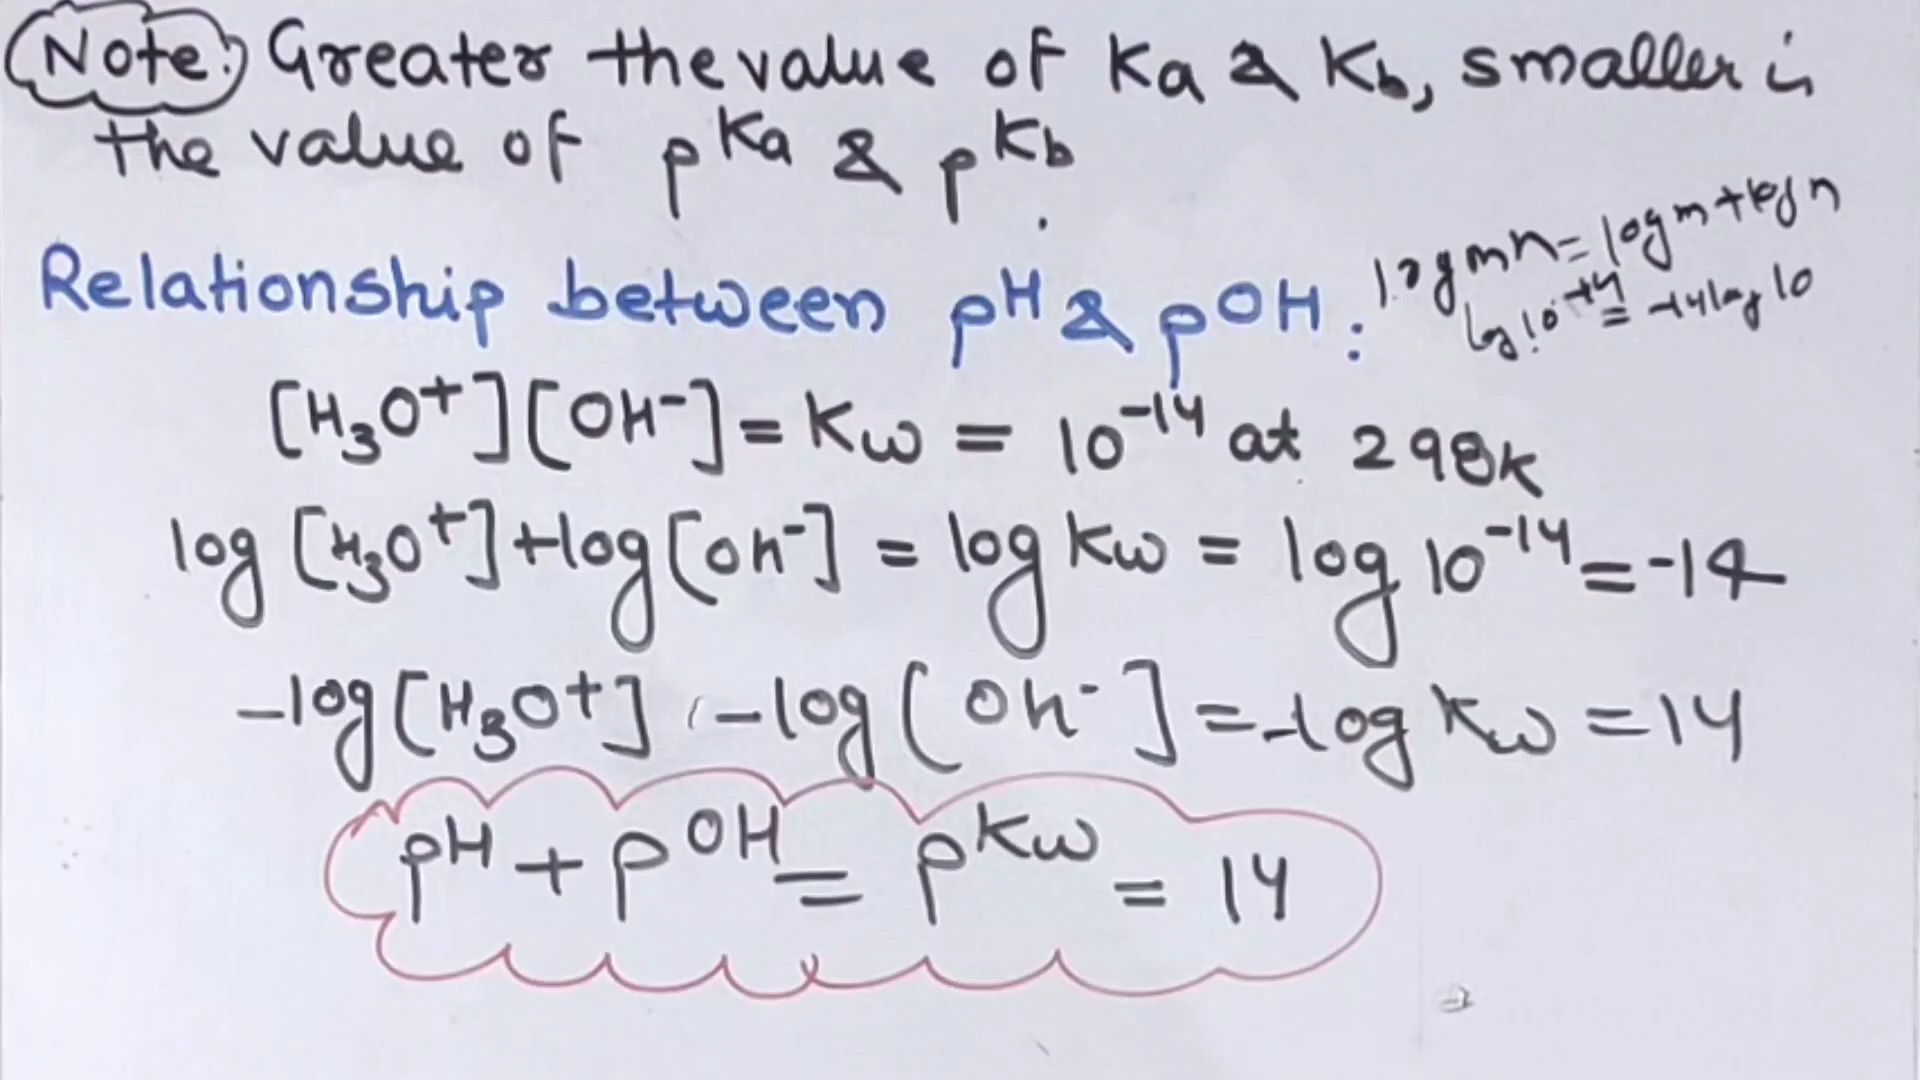 Note: Greater the value of Ka & Kb, smaller is
the value of pKa & pKb.
log mn = log m + log n
Relationship between pH & pOH:
log 10⁻¹⁴ = -14 log 10
[H₃O⁺][OH⁻] = Kw = 10⁻¹⁴ at 298K
log [H₃O⁺] + log [OH⁻] = log Kw = log 10⁻¹⁴ = -14
-log [H₃O⁺] - log [OH⁻] = -log Kw = 14
pH + pOH = pKw = 14